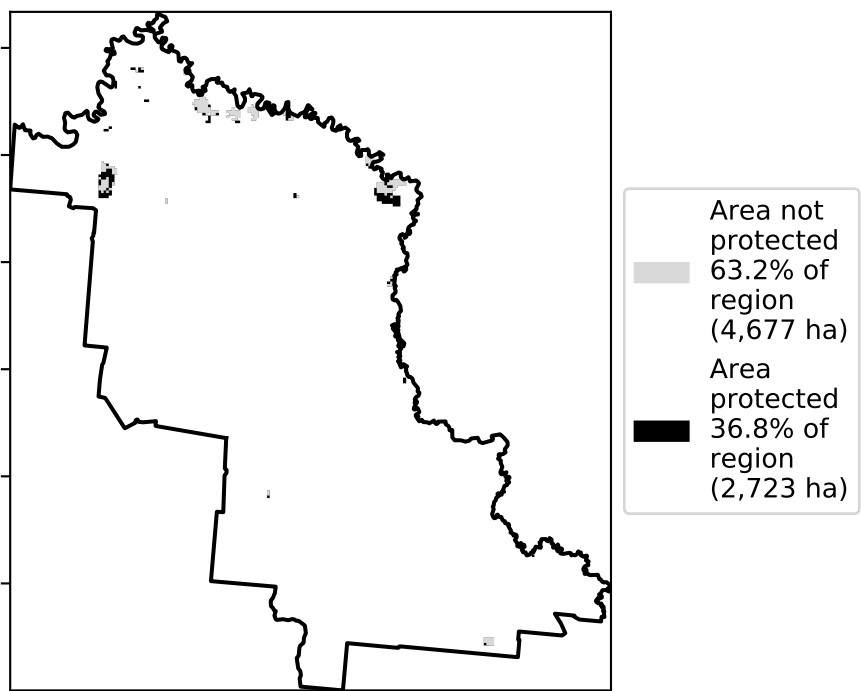 Area not
protected
63.2% of
region
(4,677 ha)
Area
protected
36.8% of
region
(2,723 ha)